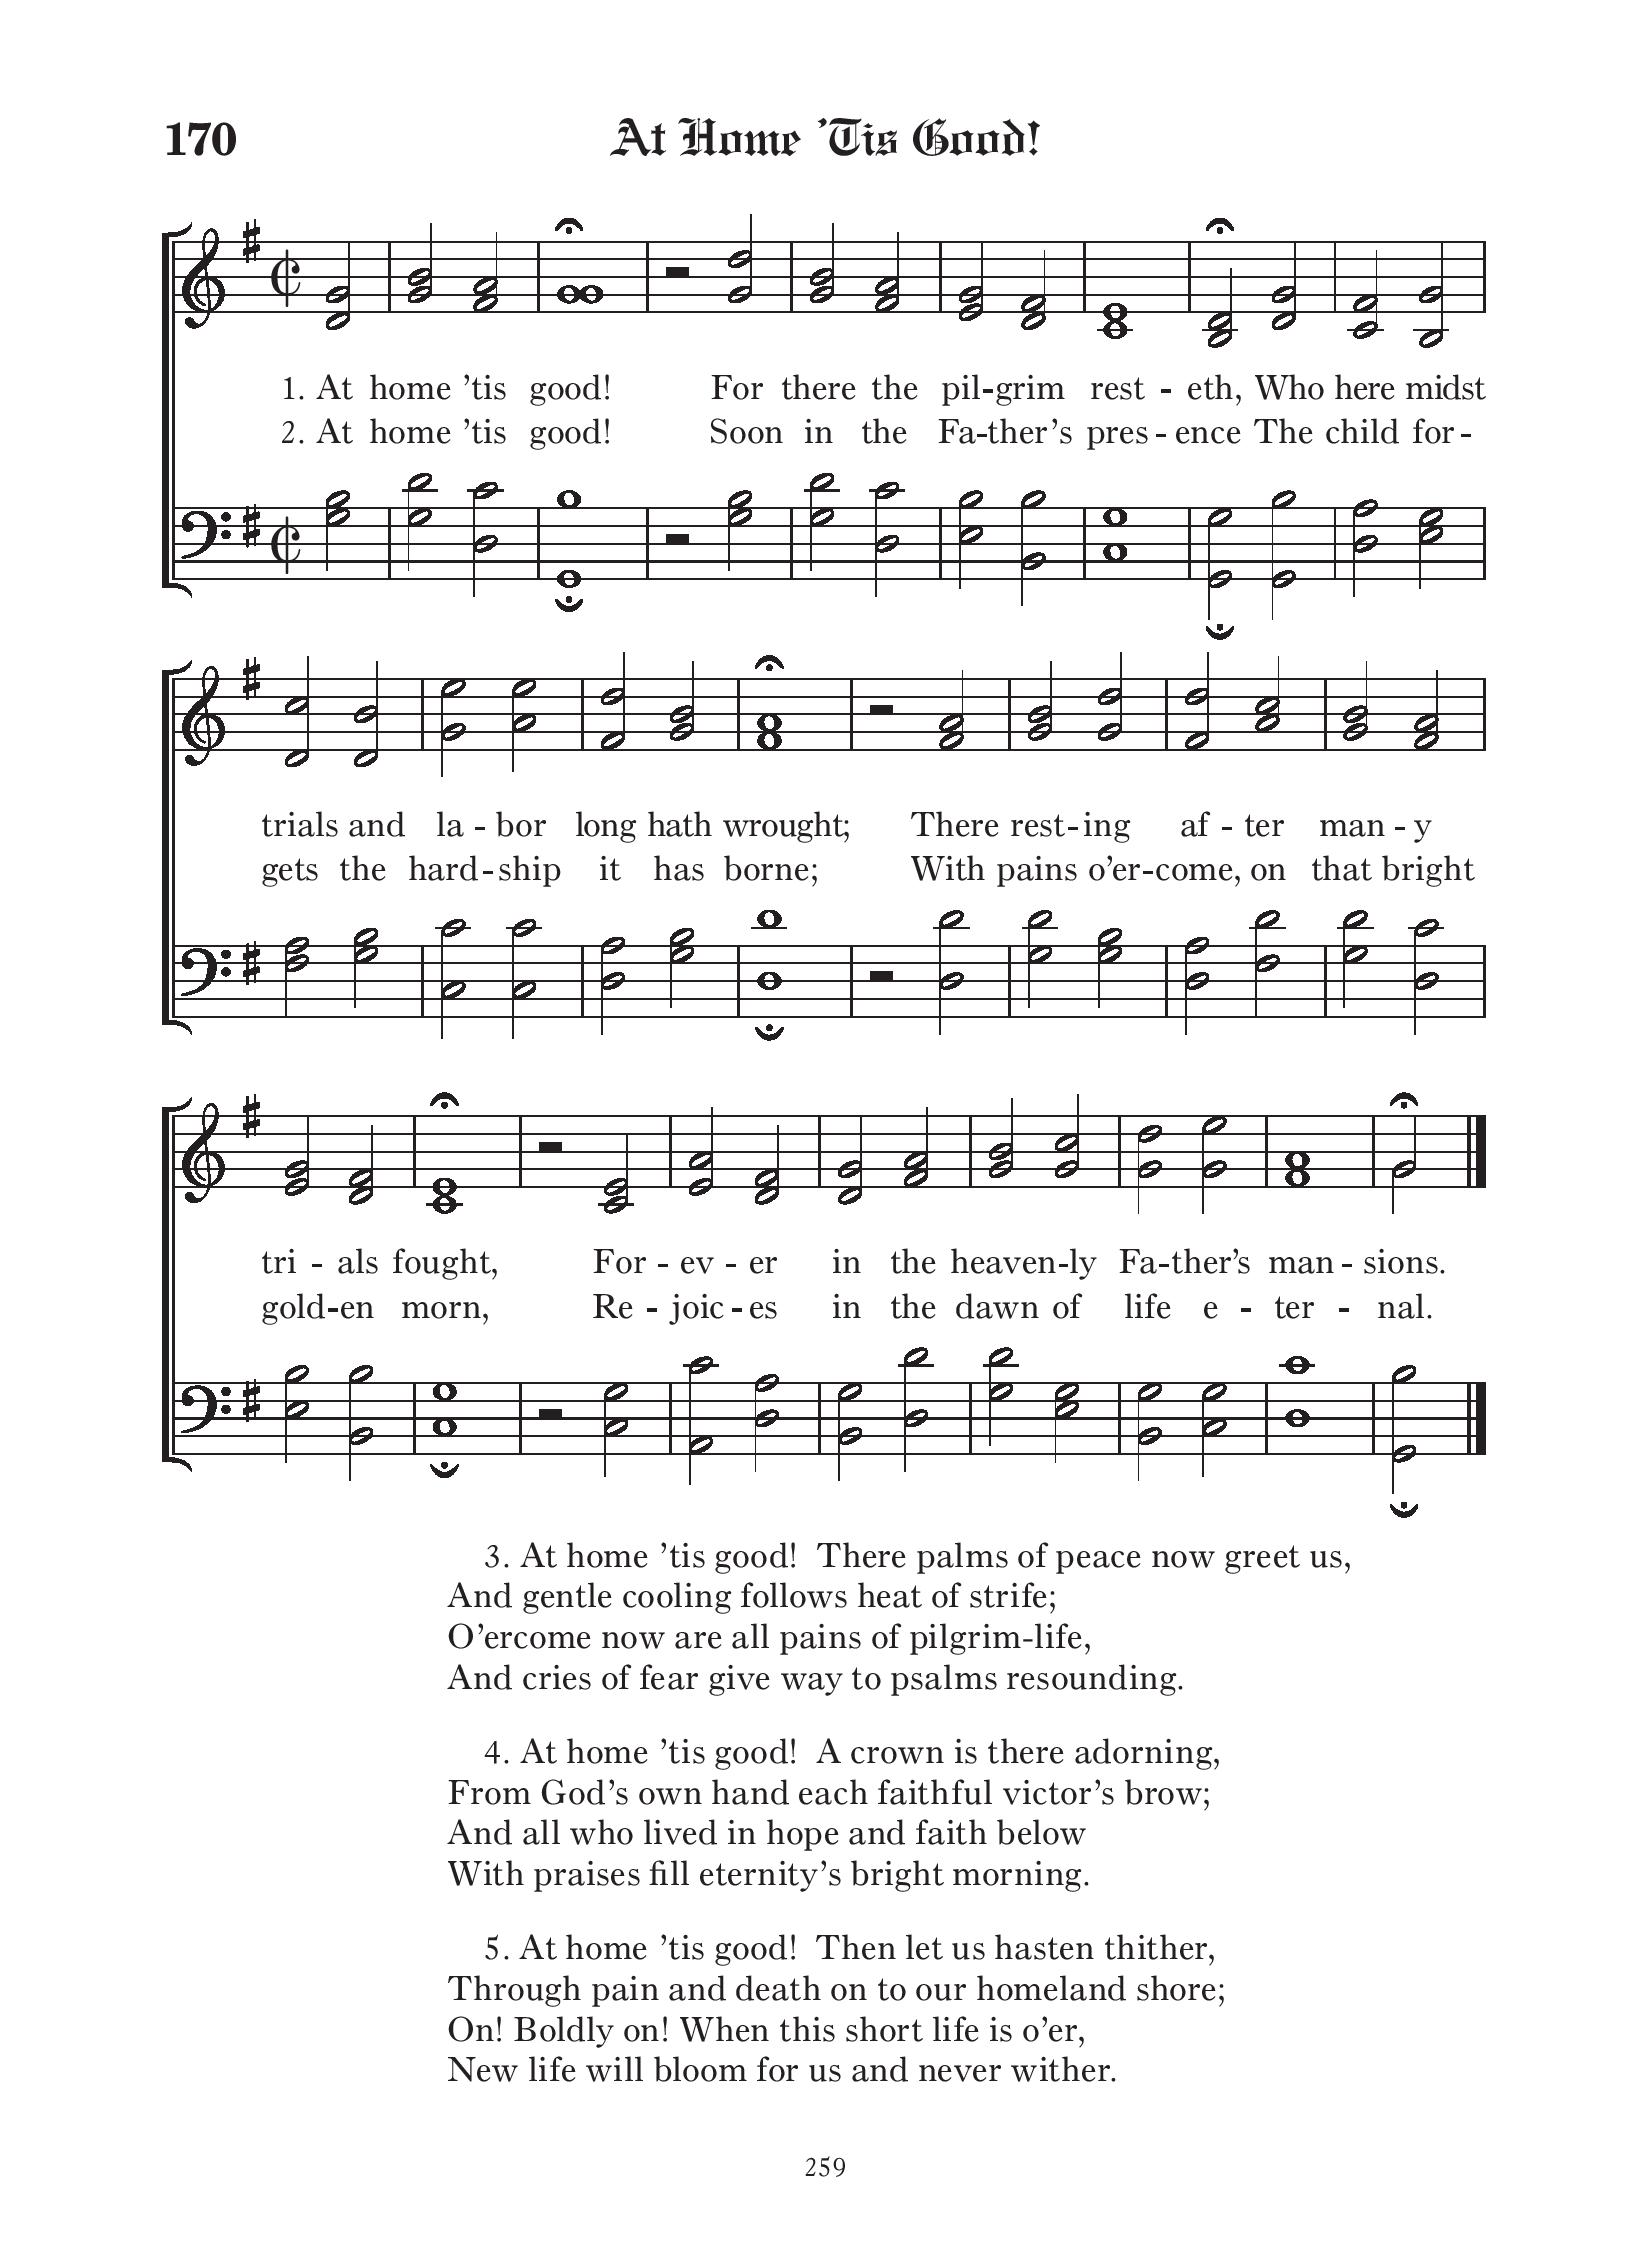 170 At Home ’Tis Good!
1. At home ’tis good! For there the pil-grim rest - eth, Who here midst
2. At home ’tis good! Soon in the Fa-ther’s pres - ence The child for -
trials and la - bor long hath wrought; There rest-ing af - ter man - y
gets the hard-ship it has borne; With pains o’er-come, on that bright
tri - als fought, For - ev - er in the heaven-ly Fa-ther’s man - sions.
gold-en morn, Re - joic - es in the dawn of life e - ter - nal.
3. At home ’tis good! There palms of peace now greet us,
And gentle cooling follows heat of strife;
O’ercome now are all pains of pilgrim-life,
And cries of fear give way to psalms resounding.
4. At home ’tis good! A crown is there adorning,
From God’s own hand each faithful victor’s brow;
And all who lived in hope and faith below
With praises fill eternity’s bright morning.
5. At home ’tis good! Then let us hasten thither,
Through pain and death on to our homeland shore;
On! Boldly on! When this short life is o’er,
New life will bloom for us and never wither.
259